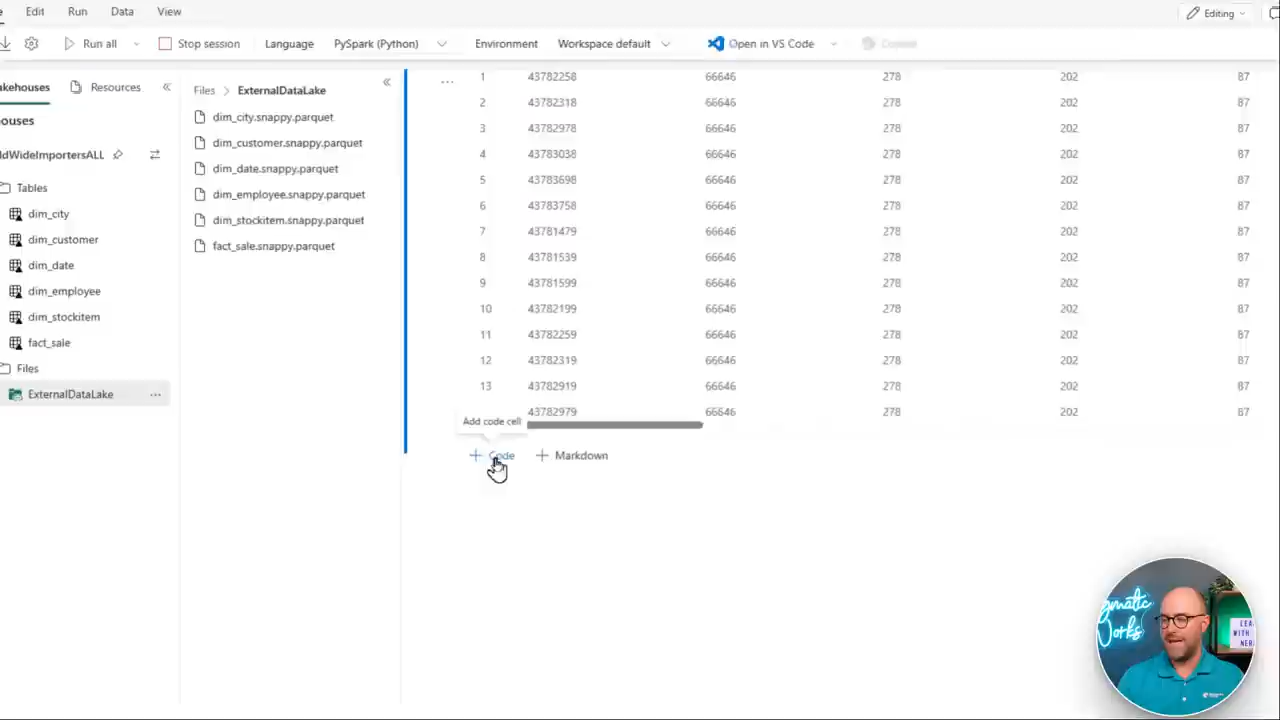 Edit Run Data View Editing
Run all Stop session Language PySpark (Python) Environment Workspace default Open in VS Code Copilot
akehouses Resources
ouses
ldWideImportersALL
Tables
dim_city
dim_customer
dim_date
dim_employee
dim_stockitem
fact_sale
Files
ExternalDataLake ...
Files > ExternalDataLake
dim_city.snappy.parquet
dim_customer.snappy.parquet
dim_date.snappy.parquet
dim_employee.snappy.parquet
dim_stockitem.snappy.parquet
fact_sale.snappy.parquet
...
1 43782258 66646 278 202 87
2 43782318 66646 278 202 87
3 43782978 66646 278 202 87
4 43783038 66646 278 202 87
5 43783698 66646 278 202 87
6 43783758 66646 278 202 87
7 43781479 66646 278 202 87
8 43781539 66646 278 202 87
9 43781599 66646 278 202 87
10 43782199 66646 278 202 87
11 43782259 66646 278 202 87
12 43782319 66646 278 202 87
13 43782919 66646 278 202 87
43782979 66646 278 202 87
Add code cell
+ Code + Markdown
gmatic
Works
LEA
WITH
NER